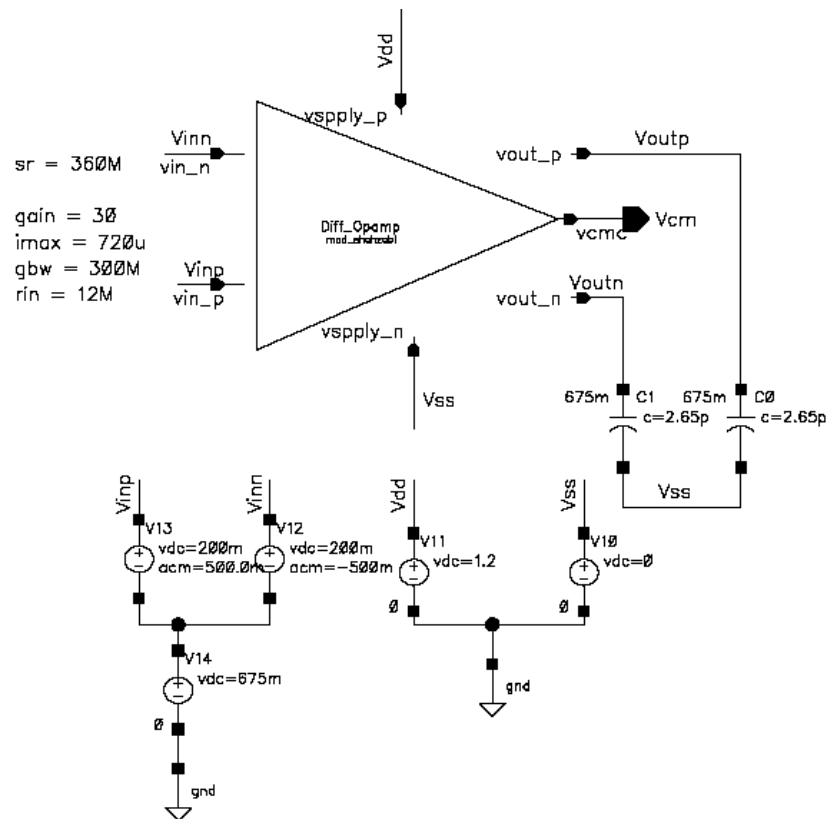 Vdd
vspply_p
Vinn
vin_n
sr = 360M
gain = 30
imax = 720u
gbw = 300M
rin = 12M
Vinp
vin_p
Diff_Opamp
vout_p
Voutp
vcmc
Vcm
Voutn
vout_n
vspply_n
Vss
675m
C1
c=2.65p
675m
C0
c=2.65p
Vss
Vinp
V13
vdc=200m
acm=500.0m
Vinn
V12
vdc=200m
acm=-500m
Vdd
V11
vdc=1.2
0
Vss
V10
vdc=0
0
gnd
V14
vdc=675m
0
gnd